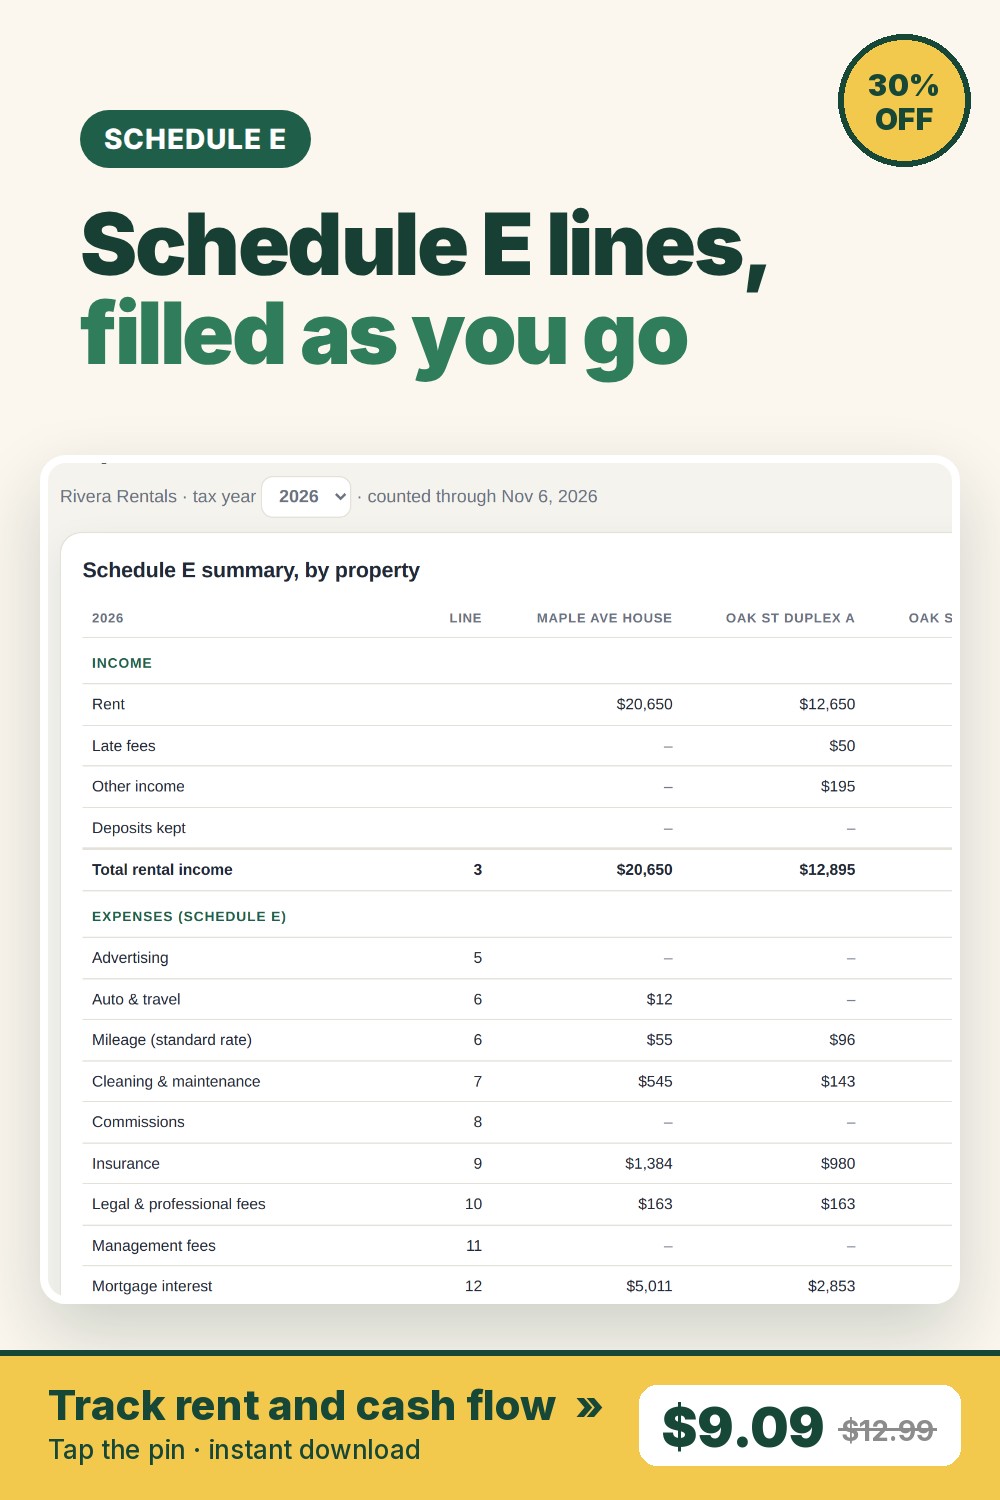 30%
OFF
SCHEDULE E
Schedule E lines,
filled as you go
Rivera Rentals · tax year 2026 · counted through Nov 6, 2026
Schedule E summary, by property
2026 LINE MAPLE AVE HOUSE OAK ST DUPLEX A OAK S
INCOME
Rent $20,650 $12,650
Late fees – $50
Other income – $195
Deposits kept – –
Total rental income 3 $20,650 $12,895
EXPENSES (SCHEDULE E)
Advertising 5 – –
Auto & travel 6 $12 –
Mileage (standard rate) 6 $55 $96
Cleaning & maintenance 7 $545 $143
Commissions 8 – –
Insurance 9 $1,384 $980
Legal & professional fees 10 $163 $163
Management fees 11 – –
Mortgage interest 12 $5,011 $2,853
Track rent and cash flow »
Tap the pin · instant download
$9.09 $12.99